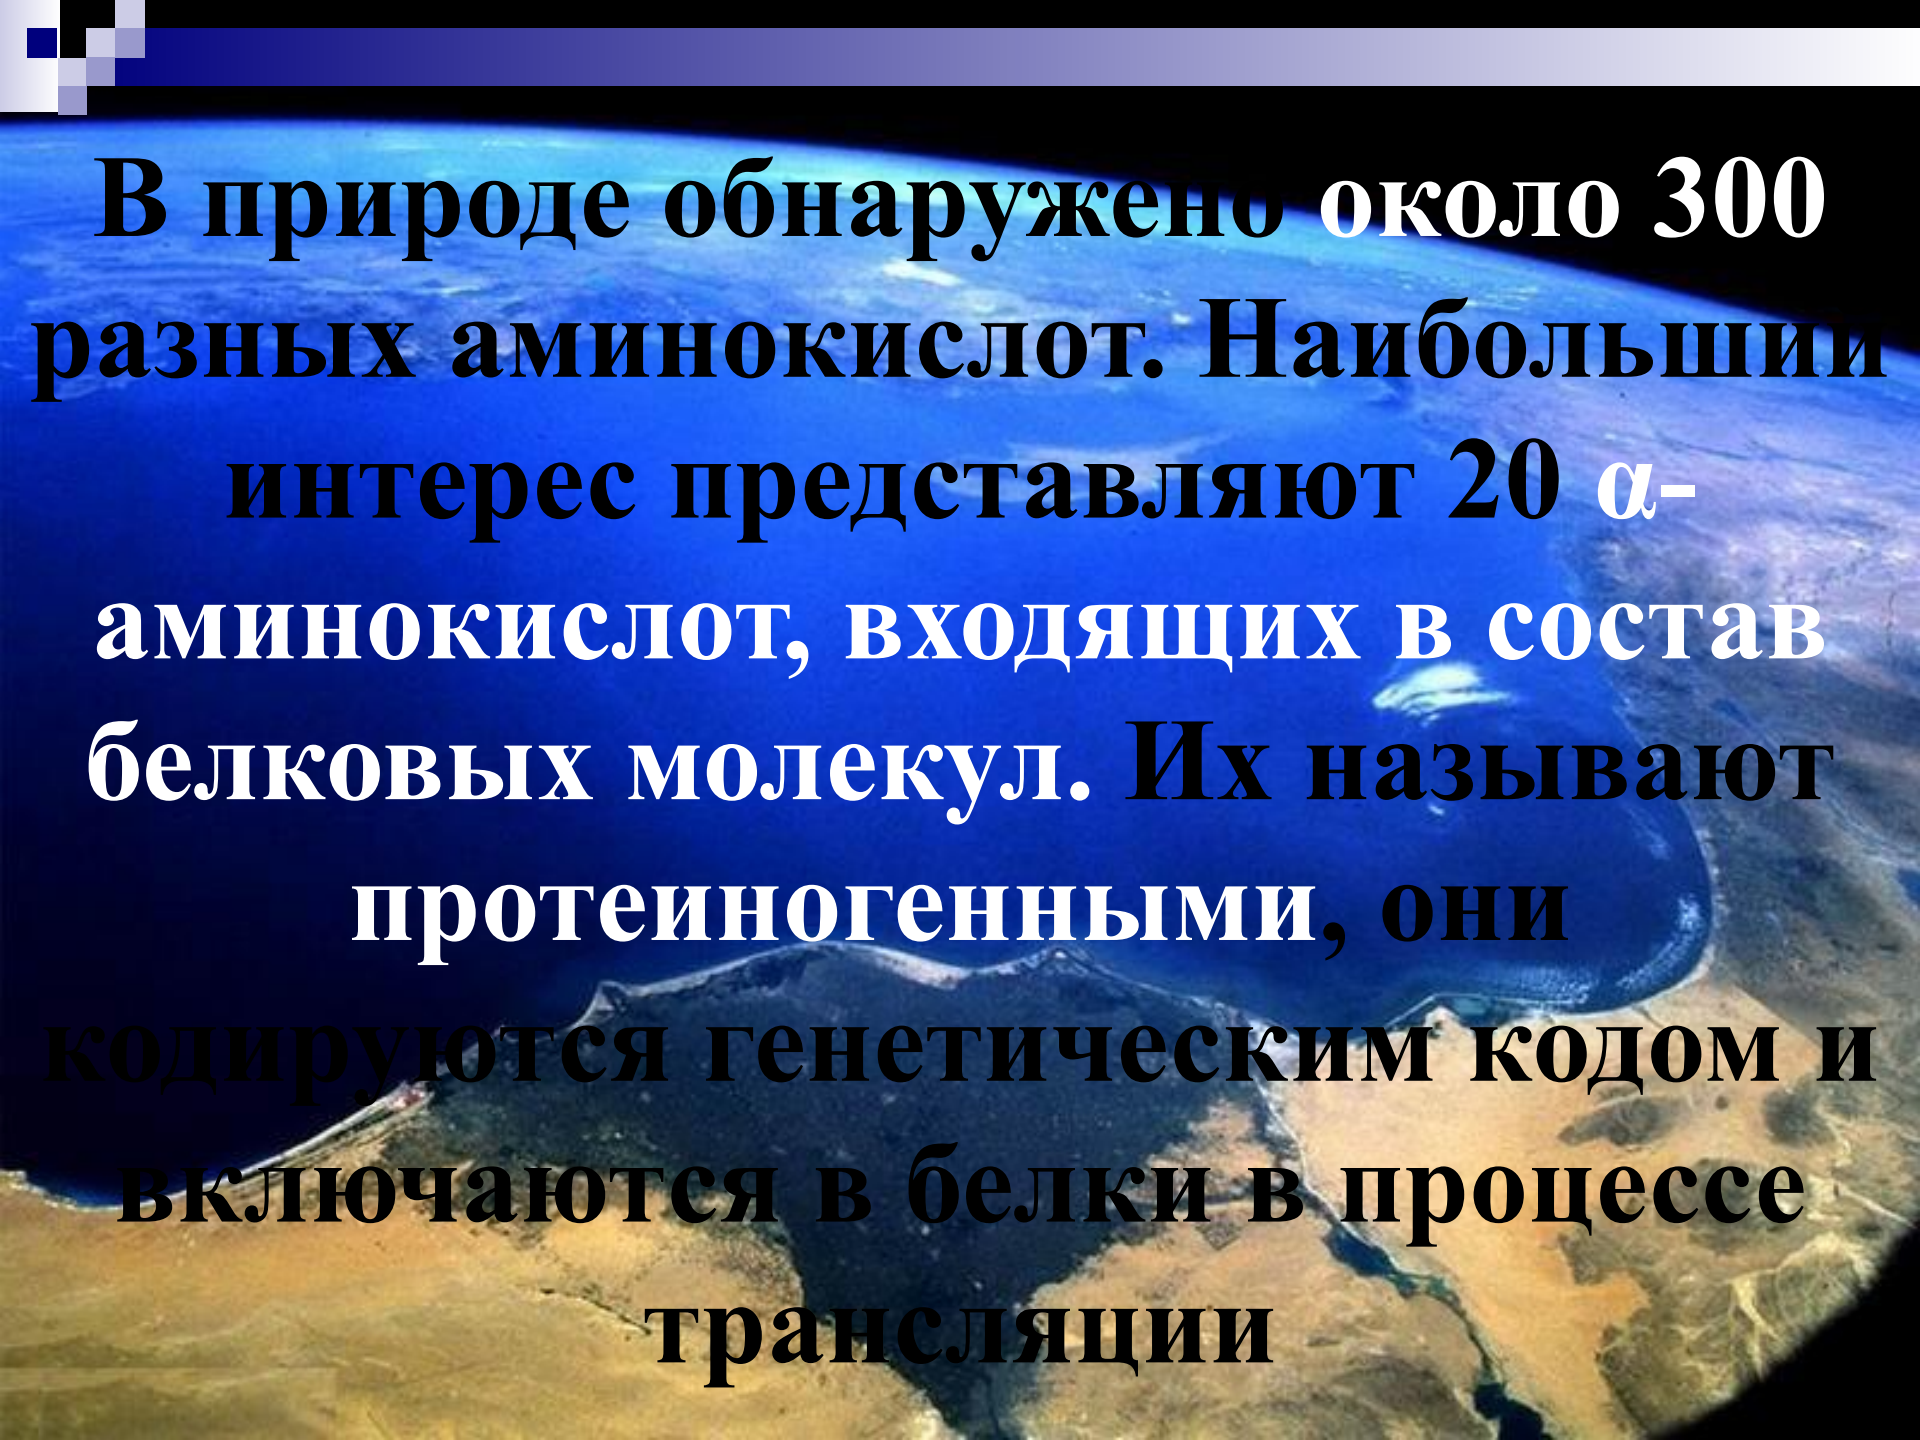 В природе обнаружено около 300
разных аминокислот. Наибольший
интерес представляют 20 α-
аминокислот, входящих в состав
белковых молекул. Их называют
протеиногенными, они
кодируются генетическим кодом и
включаются в белки в процессе
трансляции